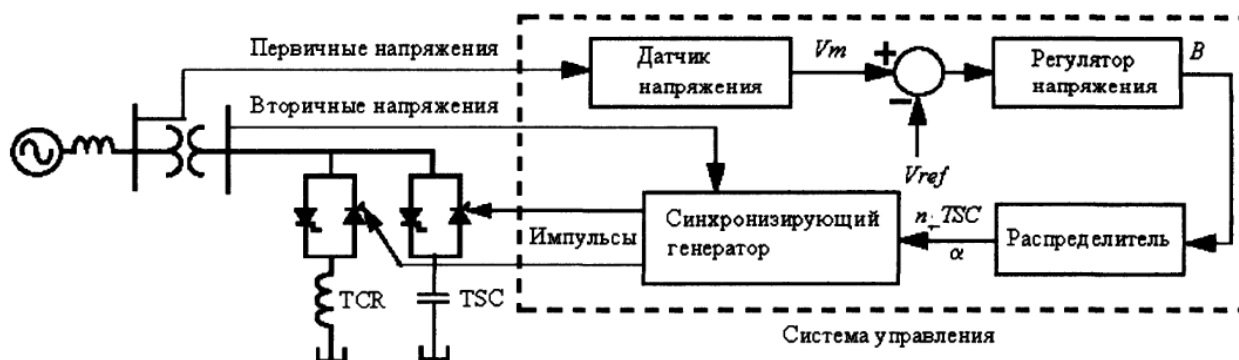 Первичные напряжения
Датчик
напряжения
Vm
+
−
Vref
Регулятор
напряжения
B
Вторичные напряжения
Импульсы
Синхронизирующий
генератор
n_TSC
α
Распределитель
TCR
TSC
Система управления